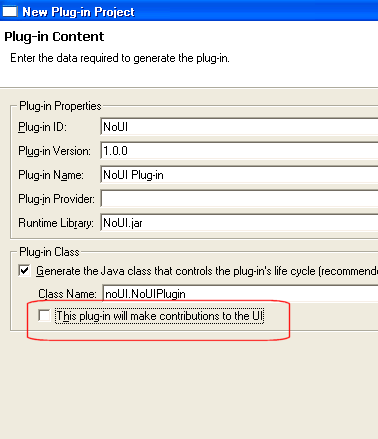 New Plug-in Project
Plug-in Content
Enter the data required to generate the plug-in.
Plug-in Properties
Plug-in ID: NoUI
Plug-in Version: 1.0.0
Plug-in Name: NoUI Plug-in
Plug-in Provider:
Runtime Library: NoUI.jar
Plug-in Class
Generate the Java class that controls the plug-in's life cycle (recommende
Class Name: noUI.NoUIPlugin
This plug-in will make contributions to the UI